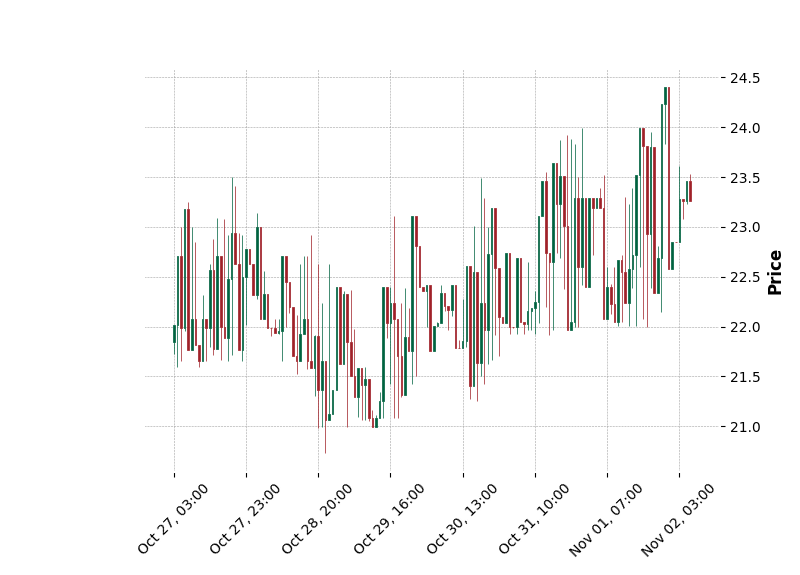 24.5
24.0
23.5
23.0
22.5
22.0
21.5
21.0
Price
Oct 27, 03:00
Oct 27, 23:00
Oct 28, 20:00
Oct 29, 16:00
Oct 30, 13:00
Oct 31, 10:00
Nov 01, 07:00
Nov 02, 03:00